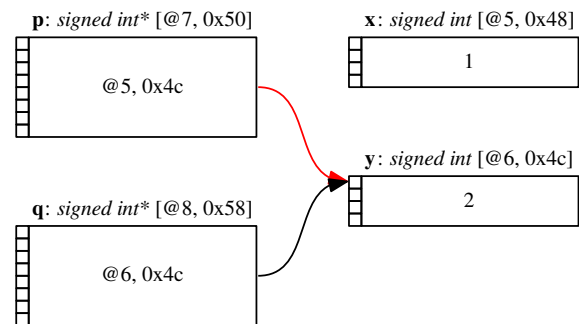 p: signed int* [@7, 0x50]
@5, 0x4c
x: signed int [@5, 0x48]
1
y: signed int [@6, 0x4c]
2
q: signed int* [@8, 0x58]
@6, 0x4c